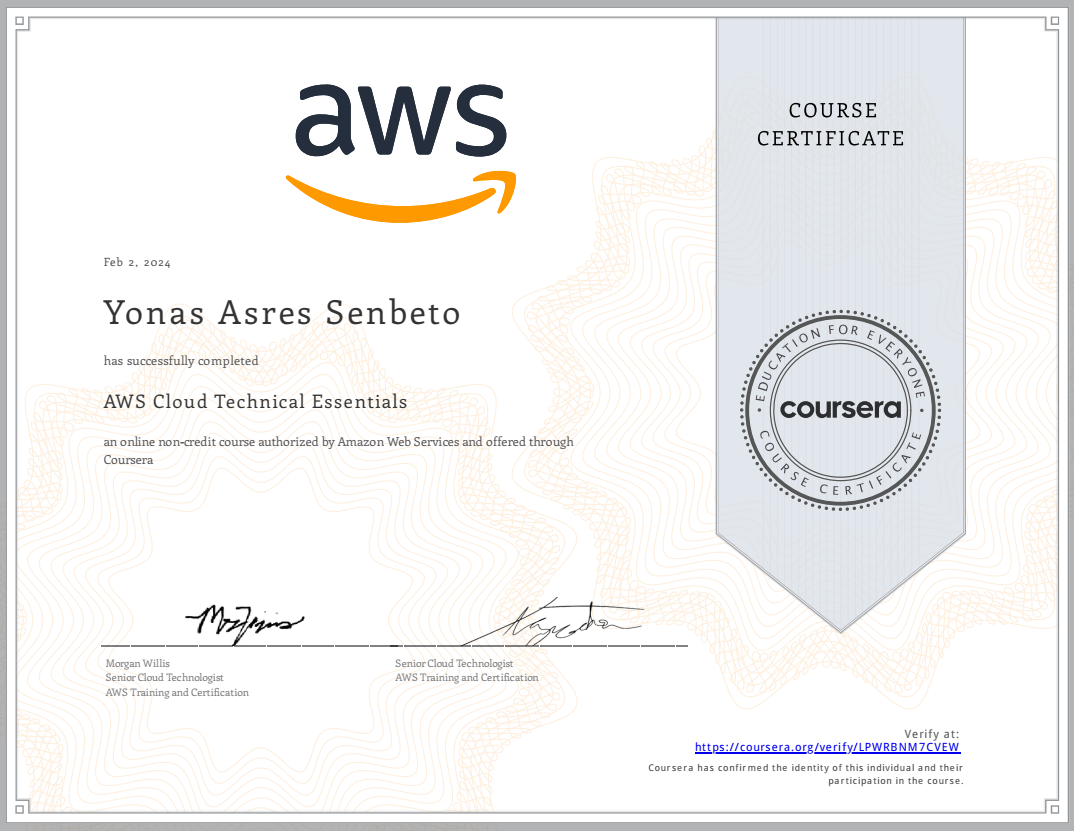 aws
COURSE
CERTIFICATE
Feb 2, 2024
Yonas Asres Senbeto
has successfully completed
AWS Cloud Technical Essentials
an online non-credit course authorized by Amazon Web Services and offered through
Coursera
EDUCATION FOR EVERYONE
coursera
COURSE CERTIFICATE
Morgan Willis
Senior Cloud Technologist
AWS Training and Certification
Senior Cloud Technologist
AWS Training and Certification
Verify at:
https://coursera.org/verify/LPWRBNM7CVEW
Coursera has confirmed the identity of this individual and their
participation in the course.